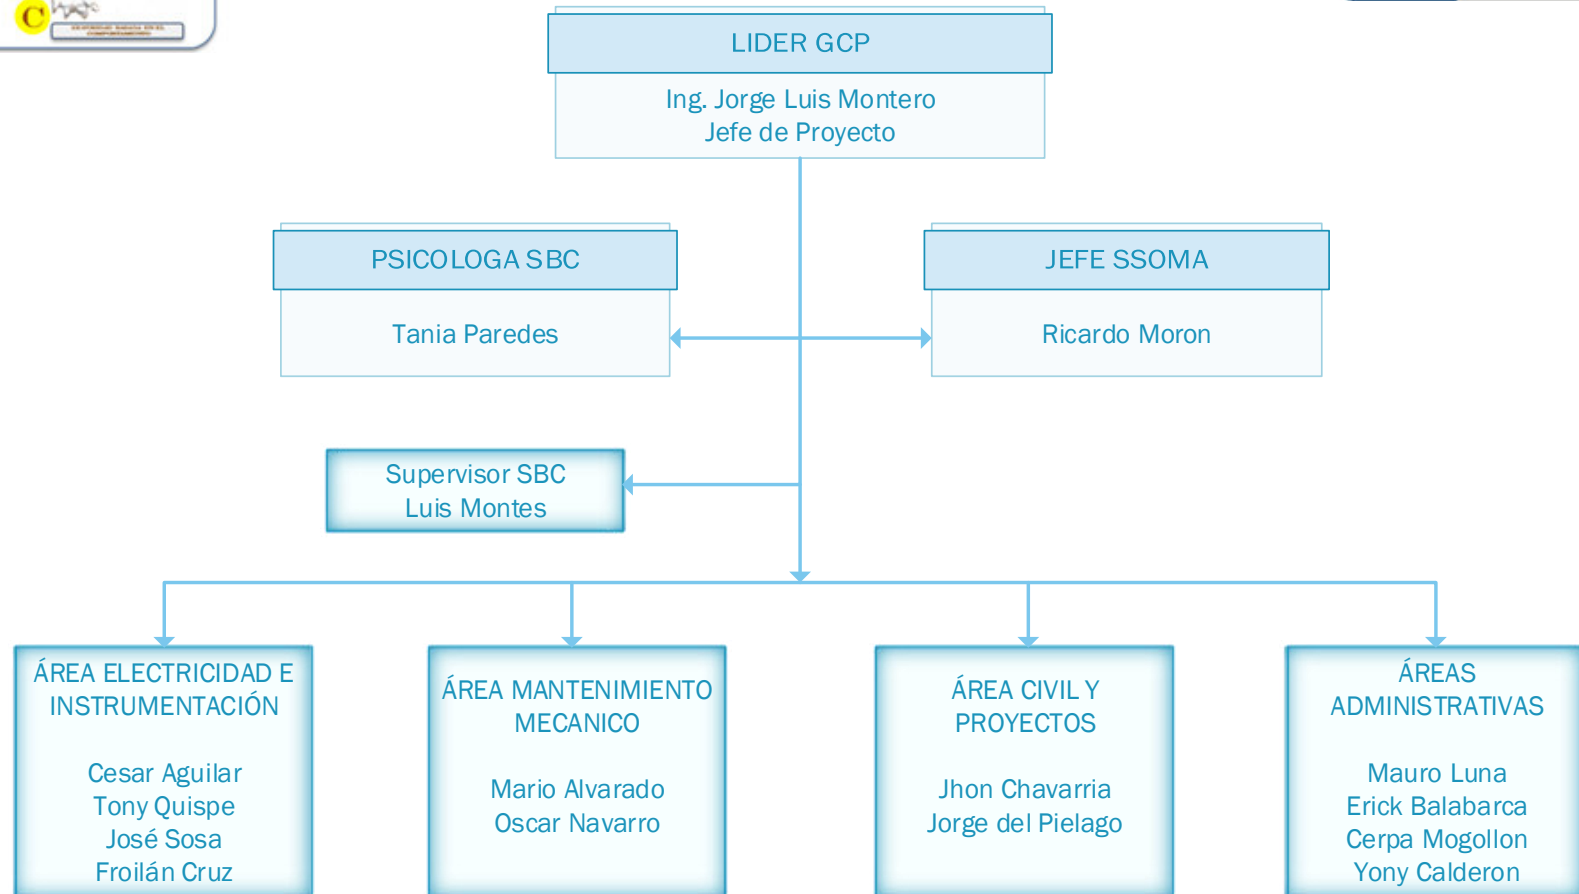 C
LIDER GCP
Ing. Jorge Luis Montero
Jefe de Proyecto
PSICOLOGA SBC
Tania Paredes
JEFE SSOMA
Ricardo Moron
Supervisor SBC
Luis Montes
ÁREA ELECTRICIDAD E
INSTRUMENTACIÓN
Cesar Aguilar
Tony Quispe
José Sosa
Froilán Cruz
ÁREA MANTENIMIENTO
MECANICO
Mario Alvarado
Oscar Navarro
ÁREA CIVIL Y
PROYECTOS
Jhon Chavarria
Jorge del Pielago
ÁREAS
ADMINISTRATIVAS
Mauro Luna
Erick Balabarca
Cerpa Mogollon
Yony Calderon